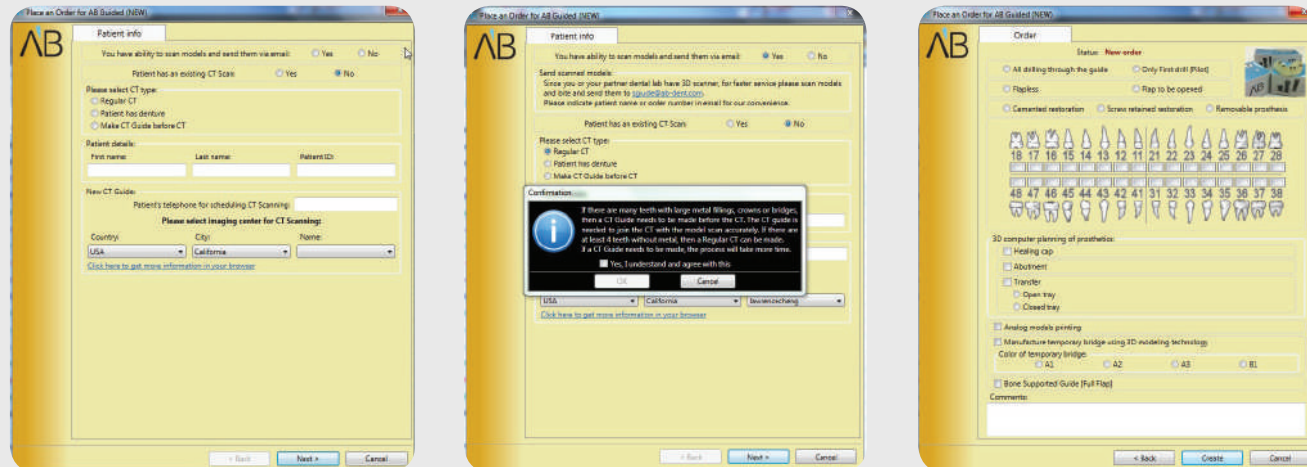 Place an Order for AB Guided (NEW)
AB
Patient info
You have ability to scan models and send them via email: Yes No
Patient has an existing CT Scan: Yes No
Please select CT type:
Regular CT
Patient has denture
Make CT Guide before CT
Patient details:
First name: Last name: Patient ID:
New CT Guide:
Patient's telephone for scheduling CT Scanning:
Please select imaging center for CT Scanning:
Country: City: Name:
USA California
Click here to get more information in your browser
< Back Next > Cancel
Place an Order for AB Guided (NEW)
AB
Patient info
You have ability to scan models and send them via email: Yes No
Send scanned models:
Since you or your partner dental lab have 3D scanner, for faster service please scan models
and bite and send them to sguide@ab-dent.com.
Please indicate patient name or order number in email for our convenience.
Patient has an existing CT Scan: Yes No
Please select CT type:
Regular CT
Patient has denture
Make CT Guide before CT
Confirmation
If there are many teeth with large metal fillings, crowns or bridges,
then a CT Guide needs to be made before the CT. The CT guide is
needed to join the CT with the model scan accurately. If there are
at least 4 teeth without metal, then a Regular CT can be made.
If a CT Guide needs to be made, the process will take more time.
Yes, I understand and agree with this
OK Cancel
USA California
Click here to get more information in your browser
< Back Next > Cancel
Place an Order for AB Guided (NEW)
AB
Order
Status: New order
All drilling through the guide Only First drill [Pilot]
Flapless Flap to be opened
Cemented restoration Screw retained restoration Removable prosthesis
AB
18 17 16 15 14 13 12 11 21 22 23 24 25 26 27 28
48 47 46 45 44 43 42 41 31 32 33 34 35 36 37 38
3D computer planning of prosthetics:
Healing cap
Abutment
Transfer
Open tray
Closed tray
Analog models printing
Manufacture temporary bridge using 3D modeling technology
Color of temporary bridge:
A1 A2 A3 B1
Bone Supported Guide [Full Flap]
Comments:
< Back Create Cancel